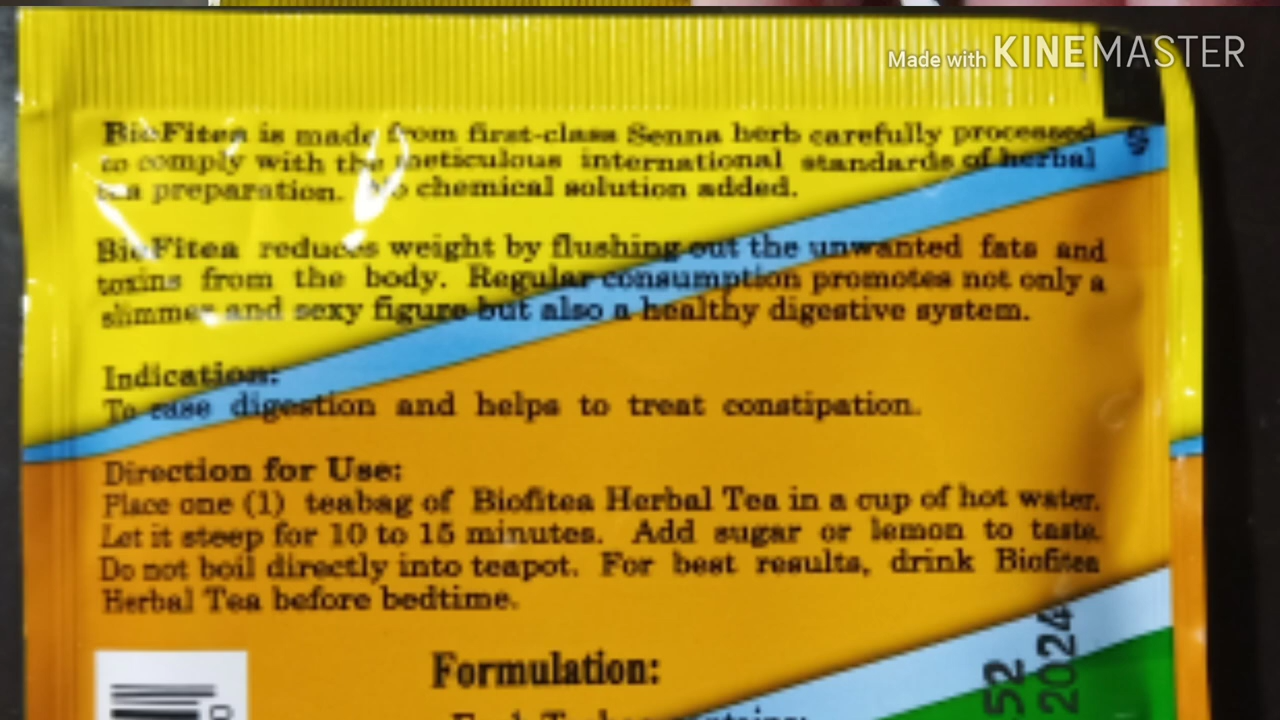 Made with KINEMASTER
BioFitea is made from first-class Senna herb carefully processed
to comply with the meticulous international standards of herbal
tea preparation. No chemical solution added.
BioFitea reduces weight by flushing out the unwanted fats and
toxins from the body. Regular consumption promotes not only a
slimmer and sexy figure but also a healthy digestive system.
Indication:
To ease digestion and helps to treat constipation.
Direction for Use:
Place one (1) teabag of Biofitea Herbal Tea in a cup of hot water.
Let it steep for 10 to 15 minutes. Add sugar or lemon to taste.
Do not boil directly into teapot. For best results, drink Biofitea
Herbal Tea before bedtime.
Formulation:
52
2024